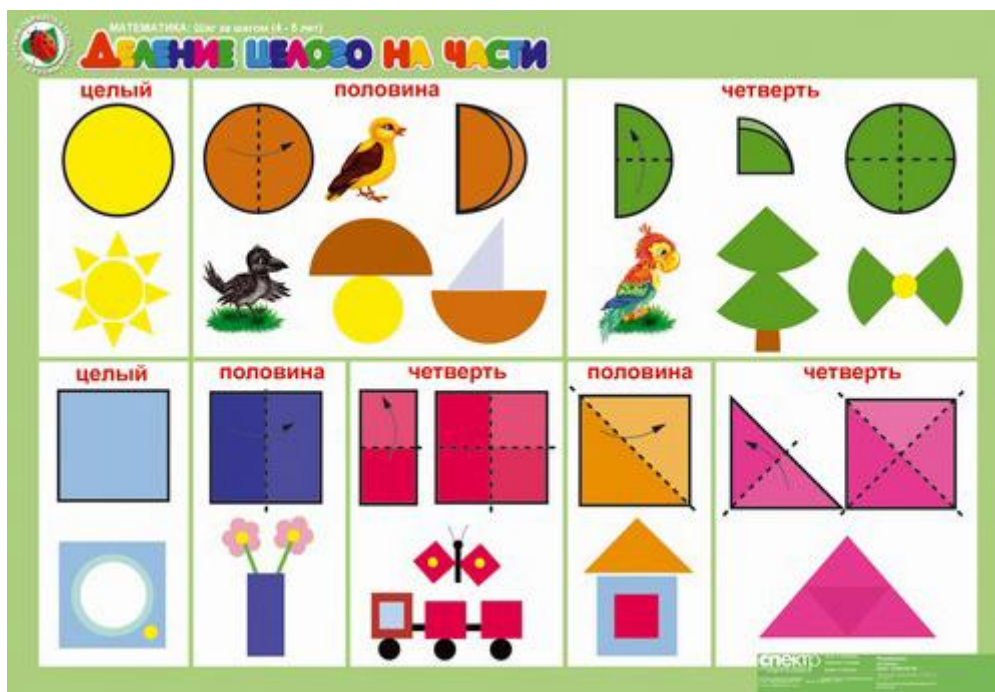 МАТЕМАТИКА: Шаг за шагом (4 - 6 лет)
ДЕЛЕНИЕ ЦЕЛОГО НА ЧАСТИ
целый
половина
четверть
целый
половина
четверть
половина
четверть
спектр